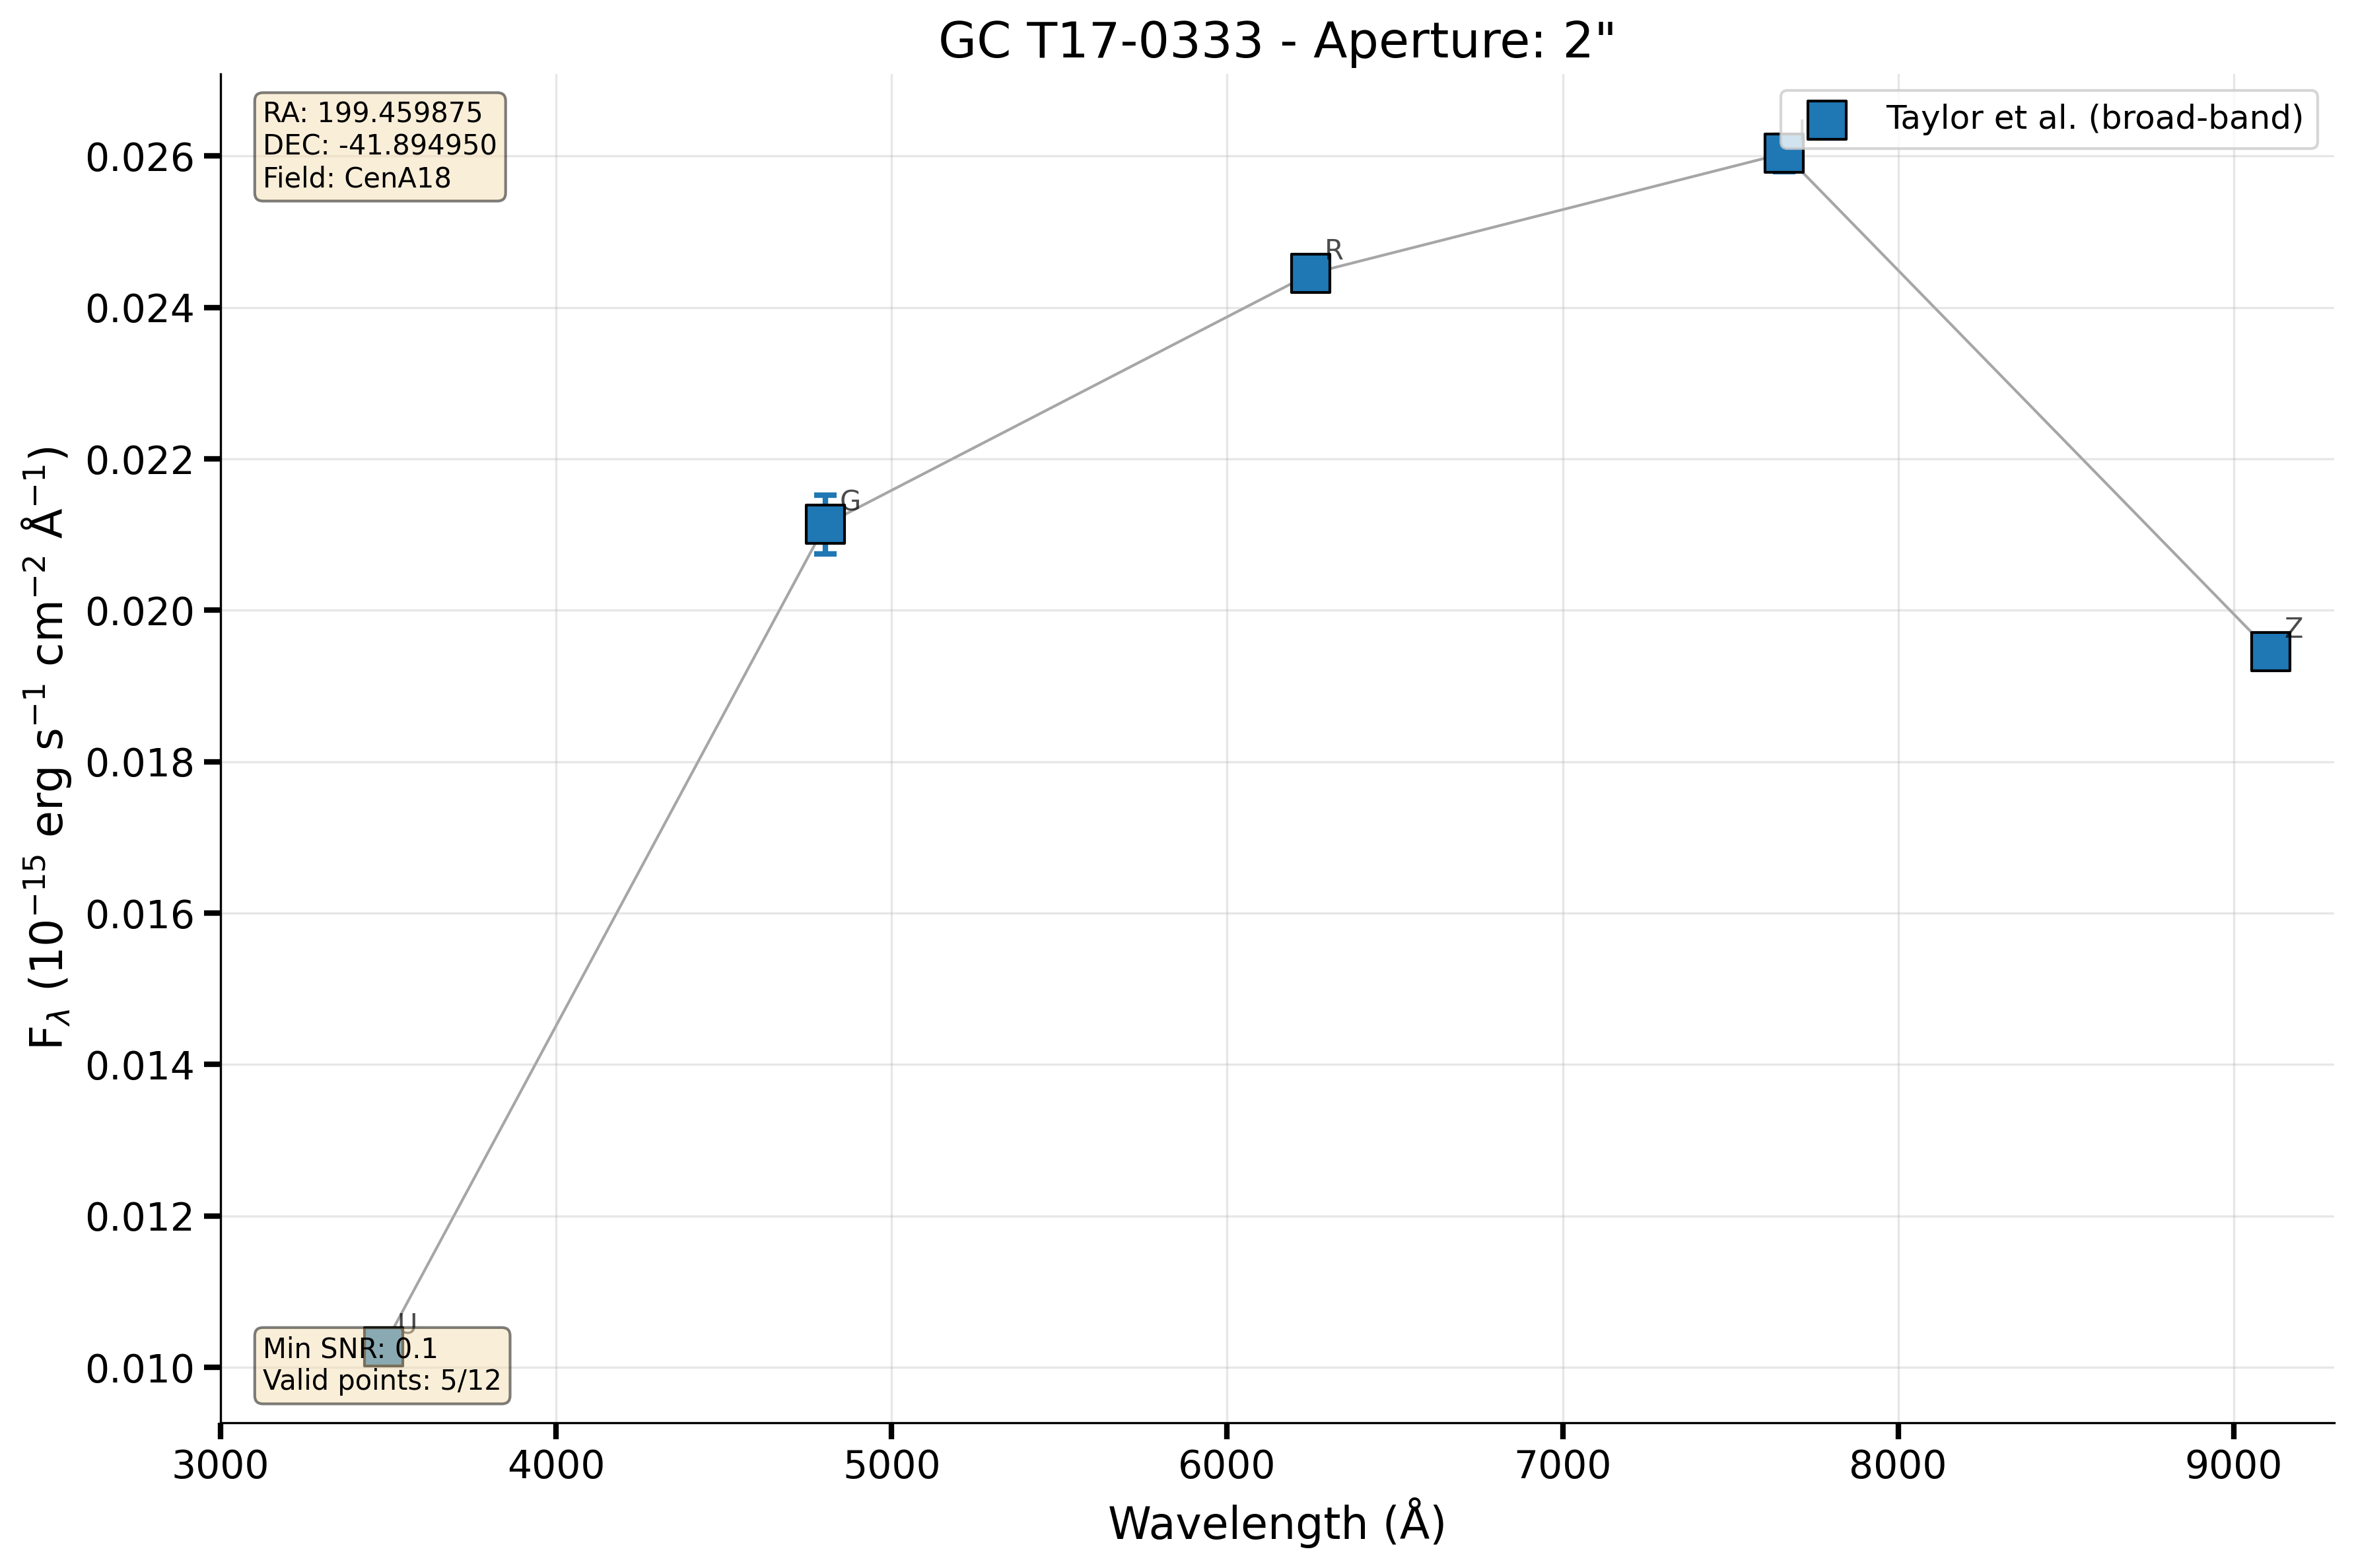 GC T17-0333 - Aperture: 2"
RA: 199.459875
DEC: -41.894950
Field: CenA18
Taylor et al. (broad-band)
0.026
0.024
0.022
0.020
0.018
0.016
0.014
0.012
0.010
F_λ (10⁻¹⁵ erg s⁻¹ cm⁻² Å⁻¹)
U
G
R
I
Z
Min SNR: 0.1
Valid points: 5/12
3000 4000 5000 6000 7000 8000 9000
Wavelength (Å)